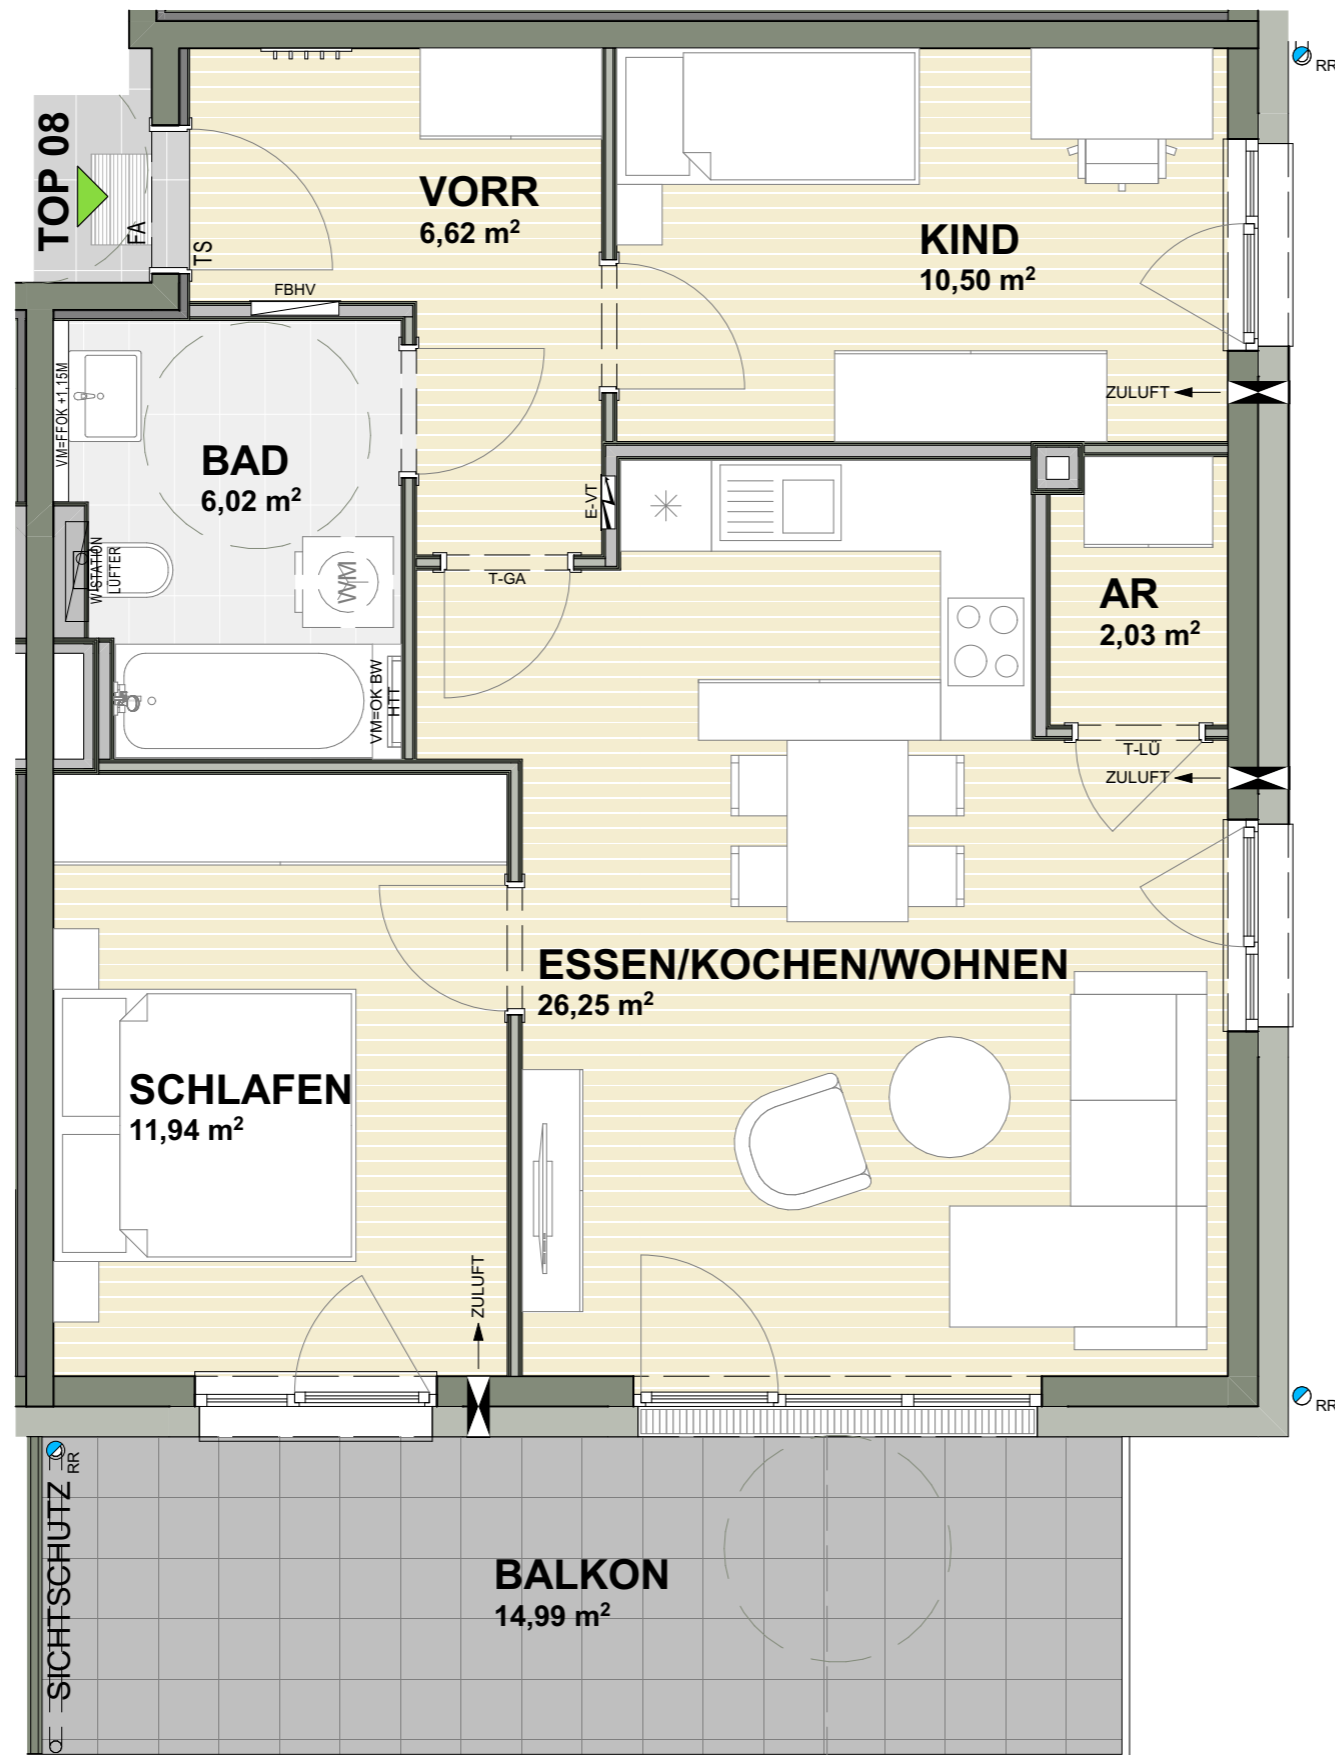 RR
TOP 08
FA
TS
VORR
6,62 m²
KIND
10,50 m²
FBHV
ZULUFT
VM=FFOK +1,15M
BAD
6,02 m²
E-VT
W-STATION
LÜFTER
WM
T-GA
AR
2,03 m²
VM=OK BW
HTT
T-LÜ
ZULUFT
ESSEN/KOCHEN/WOHNEN
26,25 m²
SCHLAFEN
11,94 m²
ZULUFT
RR
RR
SICHTSCHUTZ
BALKON
14,99 m²